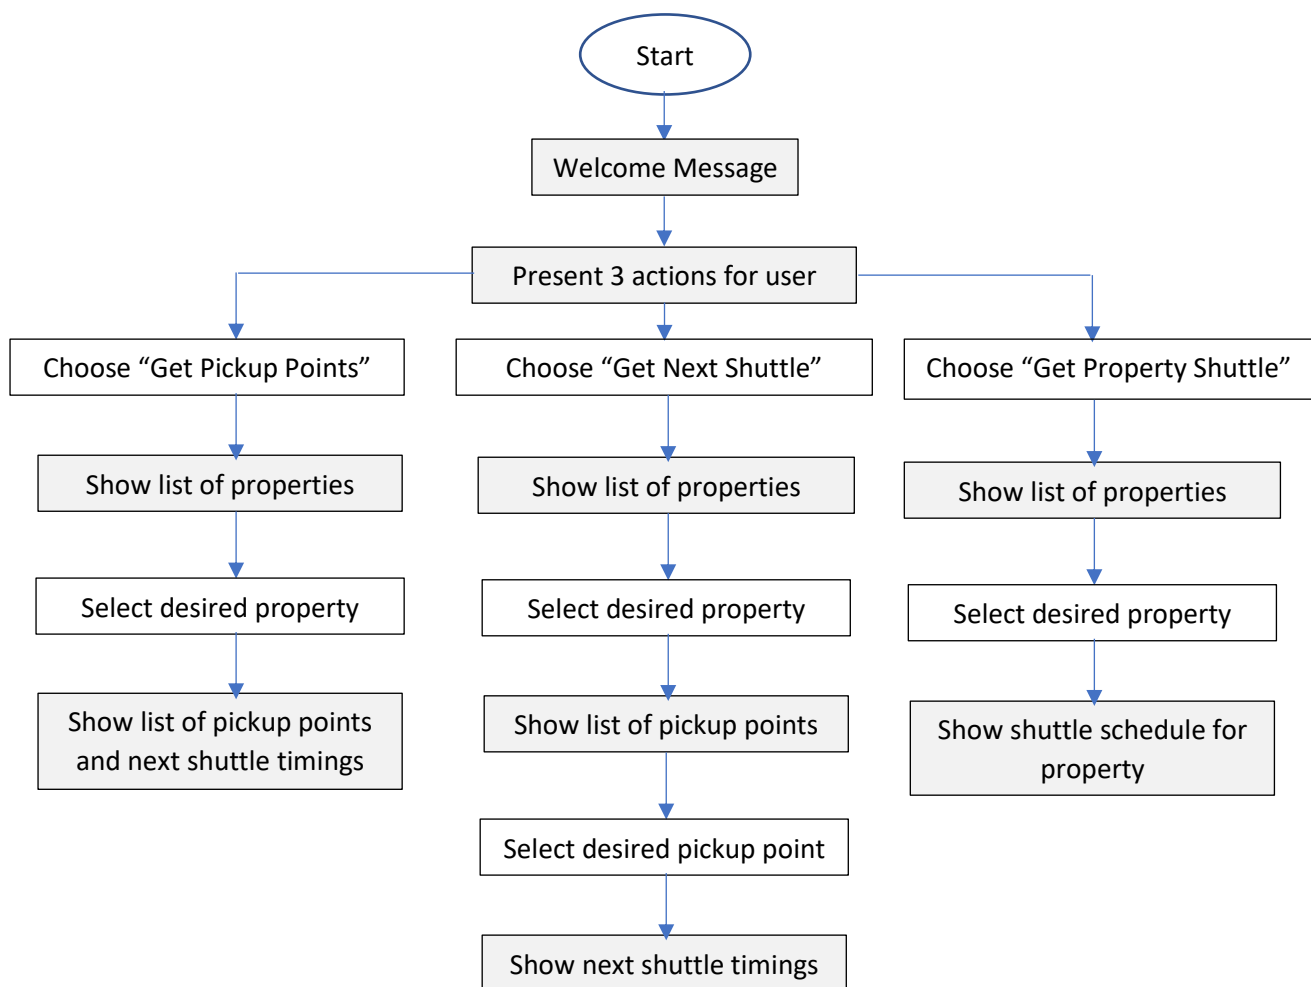 Start
Welcome Message
Present 3 actions for user
Choose “Get Pickup Points”
Choose “Get Next Shuttle”
Choose “Get Property Shuttle”
Show list of properties
Show list of properties
Show list of properties
Select desired property
Select desired property
Select desired property
Show list of pickup points
and next shuttle timings
Show list of pickup points
Show shuttle schedule for
property
Select desired pickup point
Show next shuttle timings